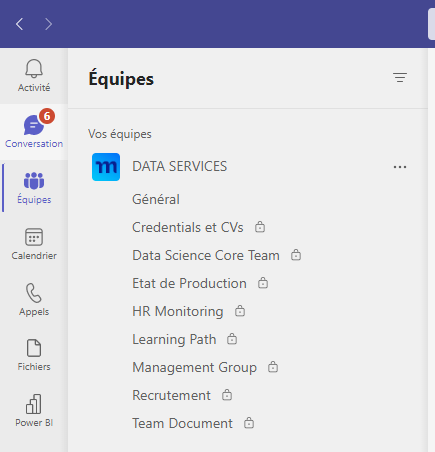 Équipes
Activité
6
Conversation
Équipes
Calendrier
Appels
Fichiers
Power BI
Vos équipes
m
DATA SERVICES
Général
Credentials et CVs
Data Science Core Team
Etat de Production
HR Monitoring
Learning Path
Management Group
Recrutement
Team Document